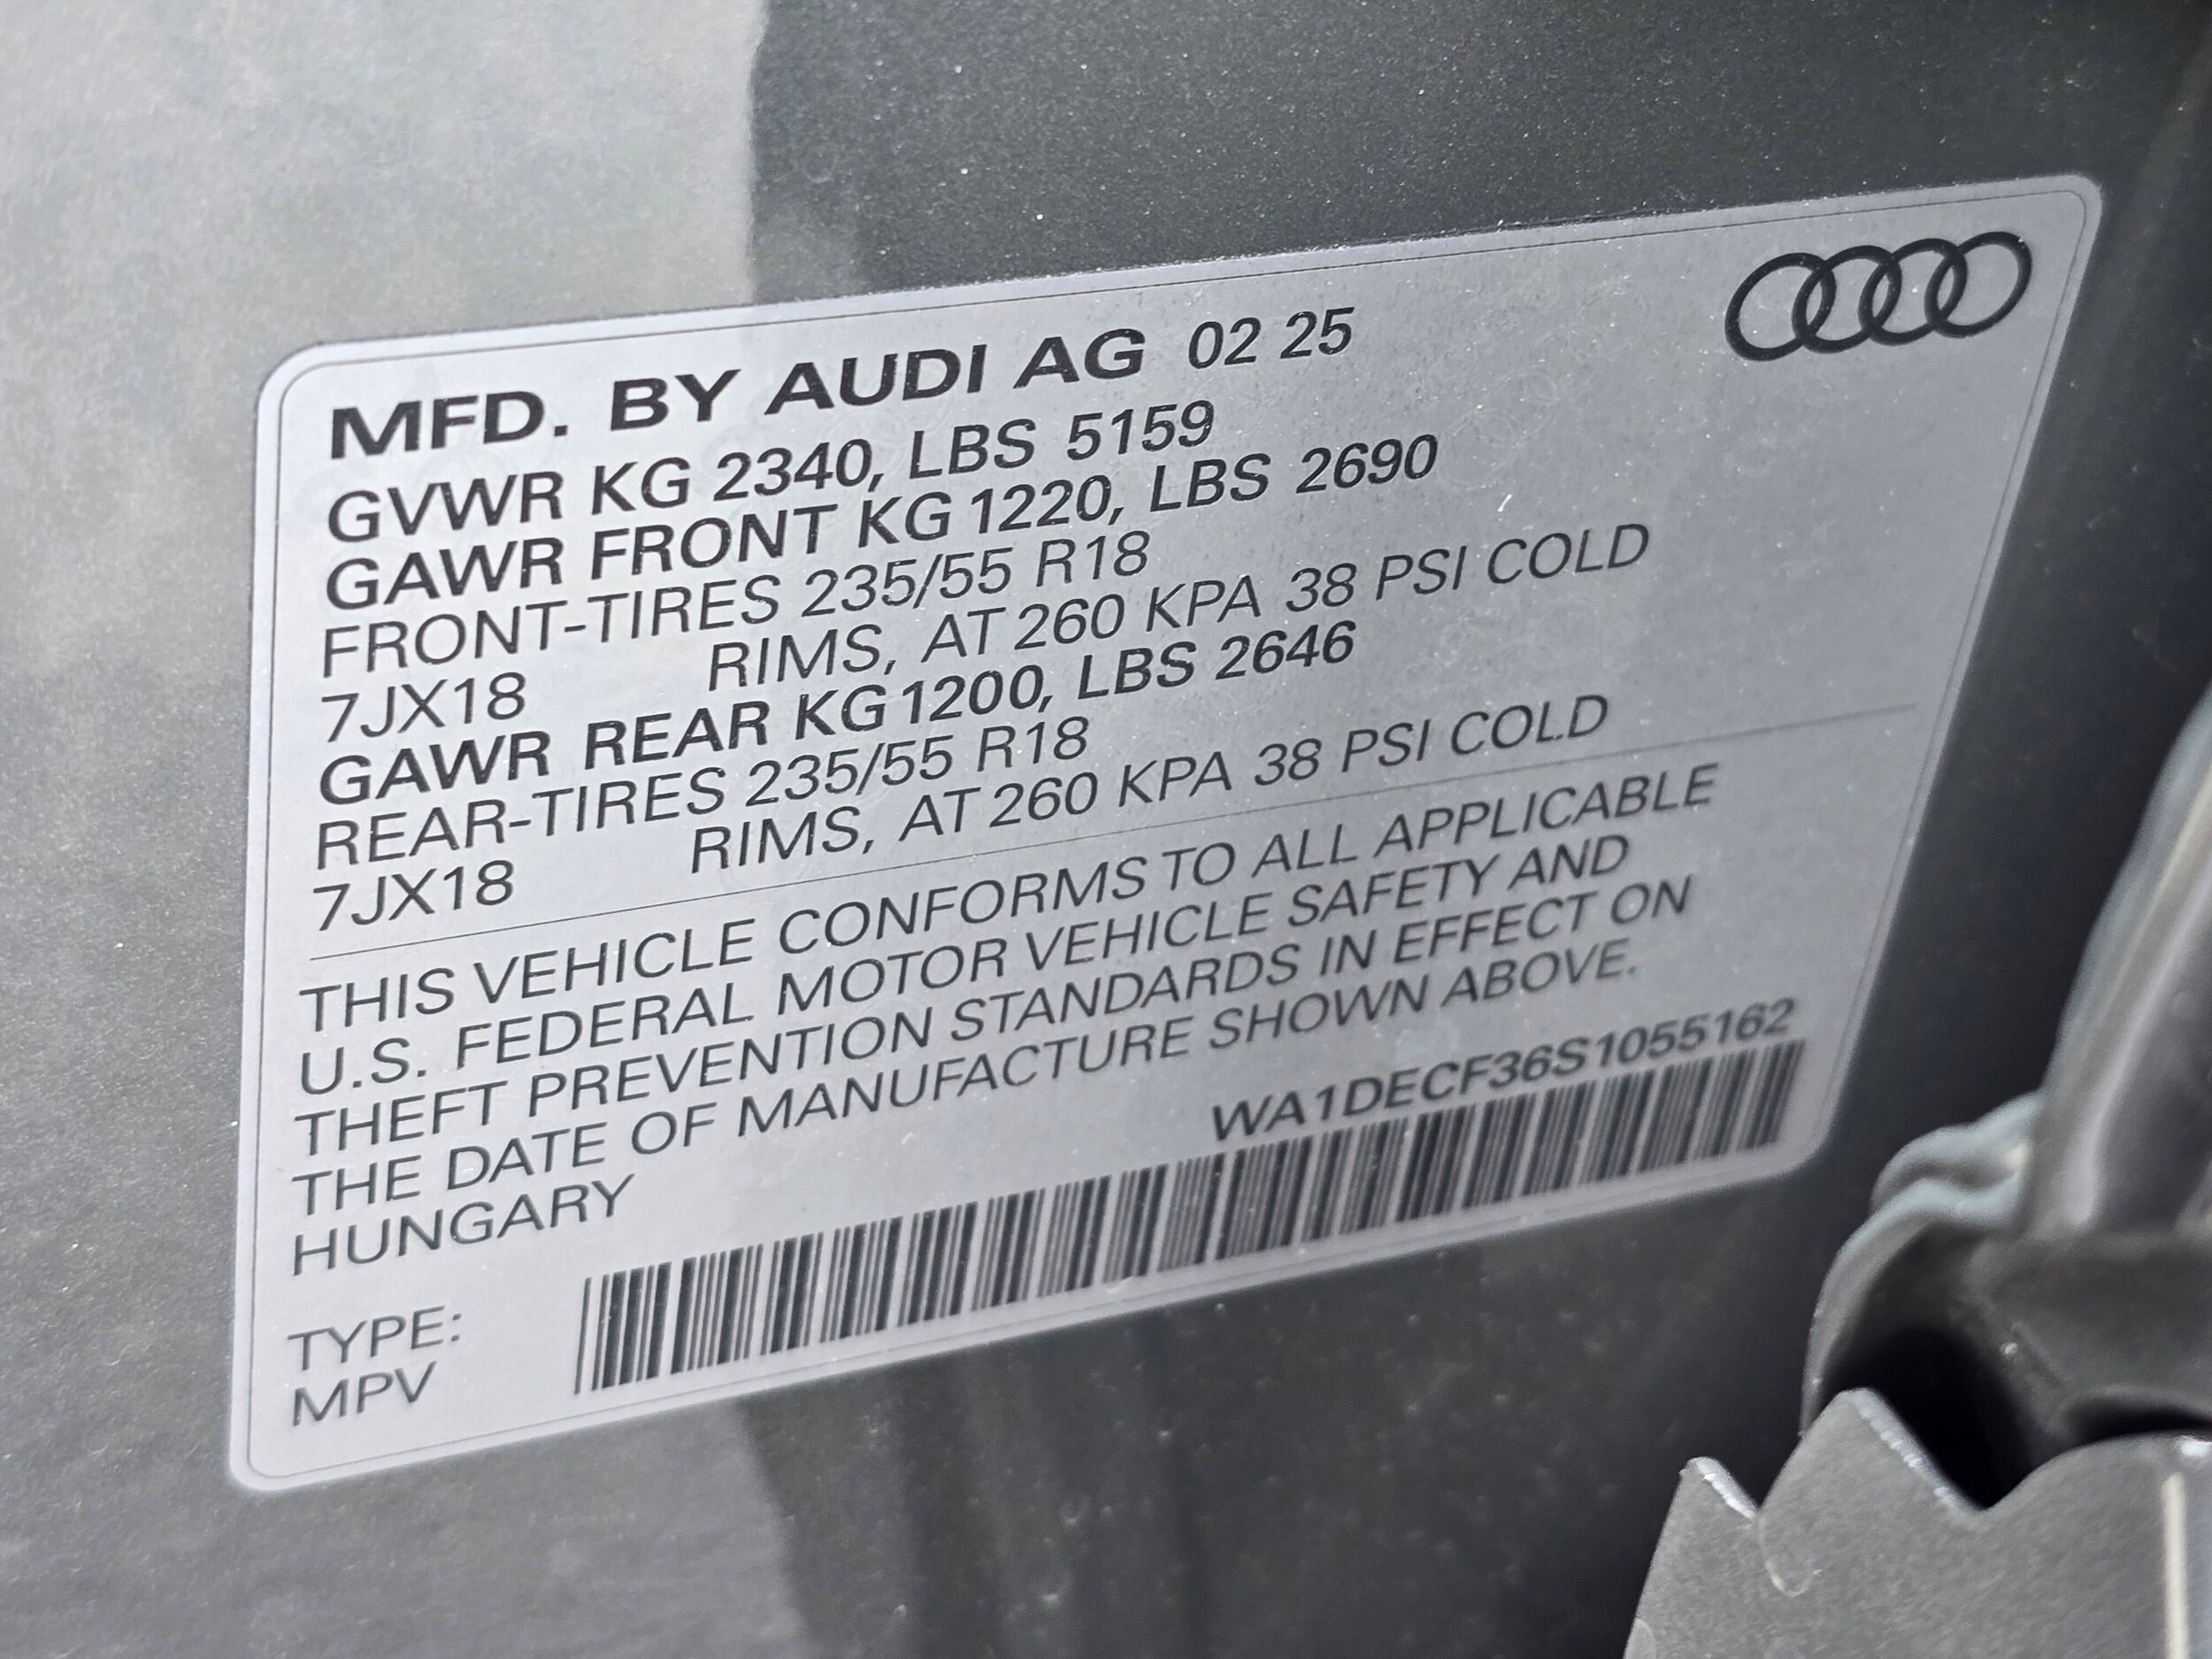 MFD. BY AUDI AG 02 25
GVWR KG 2340, LBS 5159
GAWR FRONT KG 1220, LBS 2690
FRONT-TIRES 235/55 R18
7JX18 RIMS, AT 260 KPA 38 PSI COLD
GAWR REAR KG 1200, LBS 2646
REAR-TIRES 235/55 R18
7JX18 RIMS, AT 260 KPA 38 PSI COLD
THIS VEHICLE CONFORMS TO ALL APPLICABLE
U.S. FEDERAL MOTOR VEHICLE SAFETY AND
THEFT PREVENTION STANDARDS IN EFFECT ON
THE DATE OF MANUFACTURE SHOWN ABOVE.
HUNGARY
WA1DECF36S1055162
TYPE:
MPV